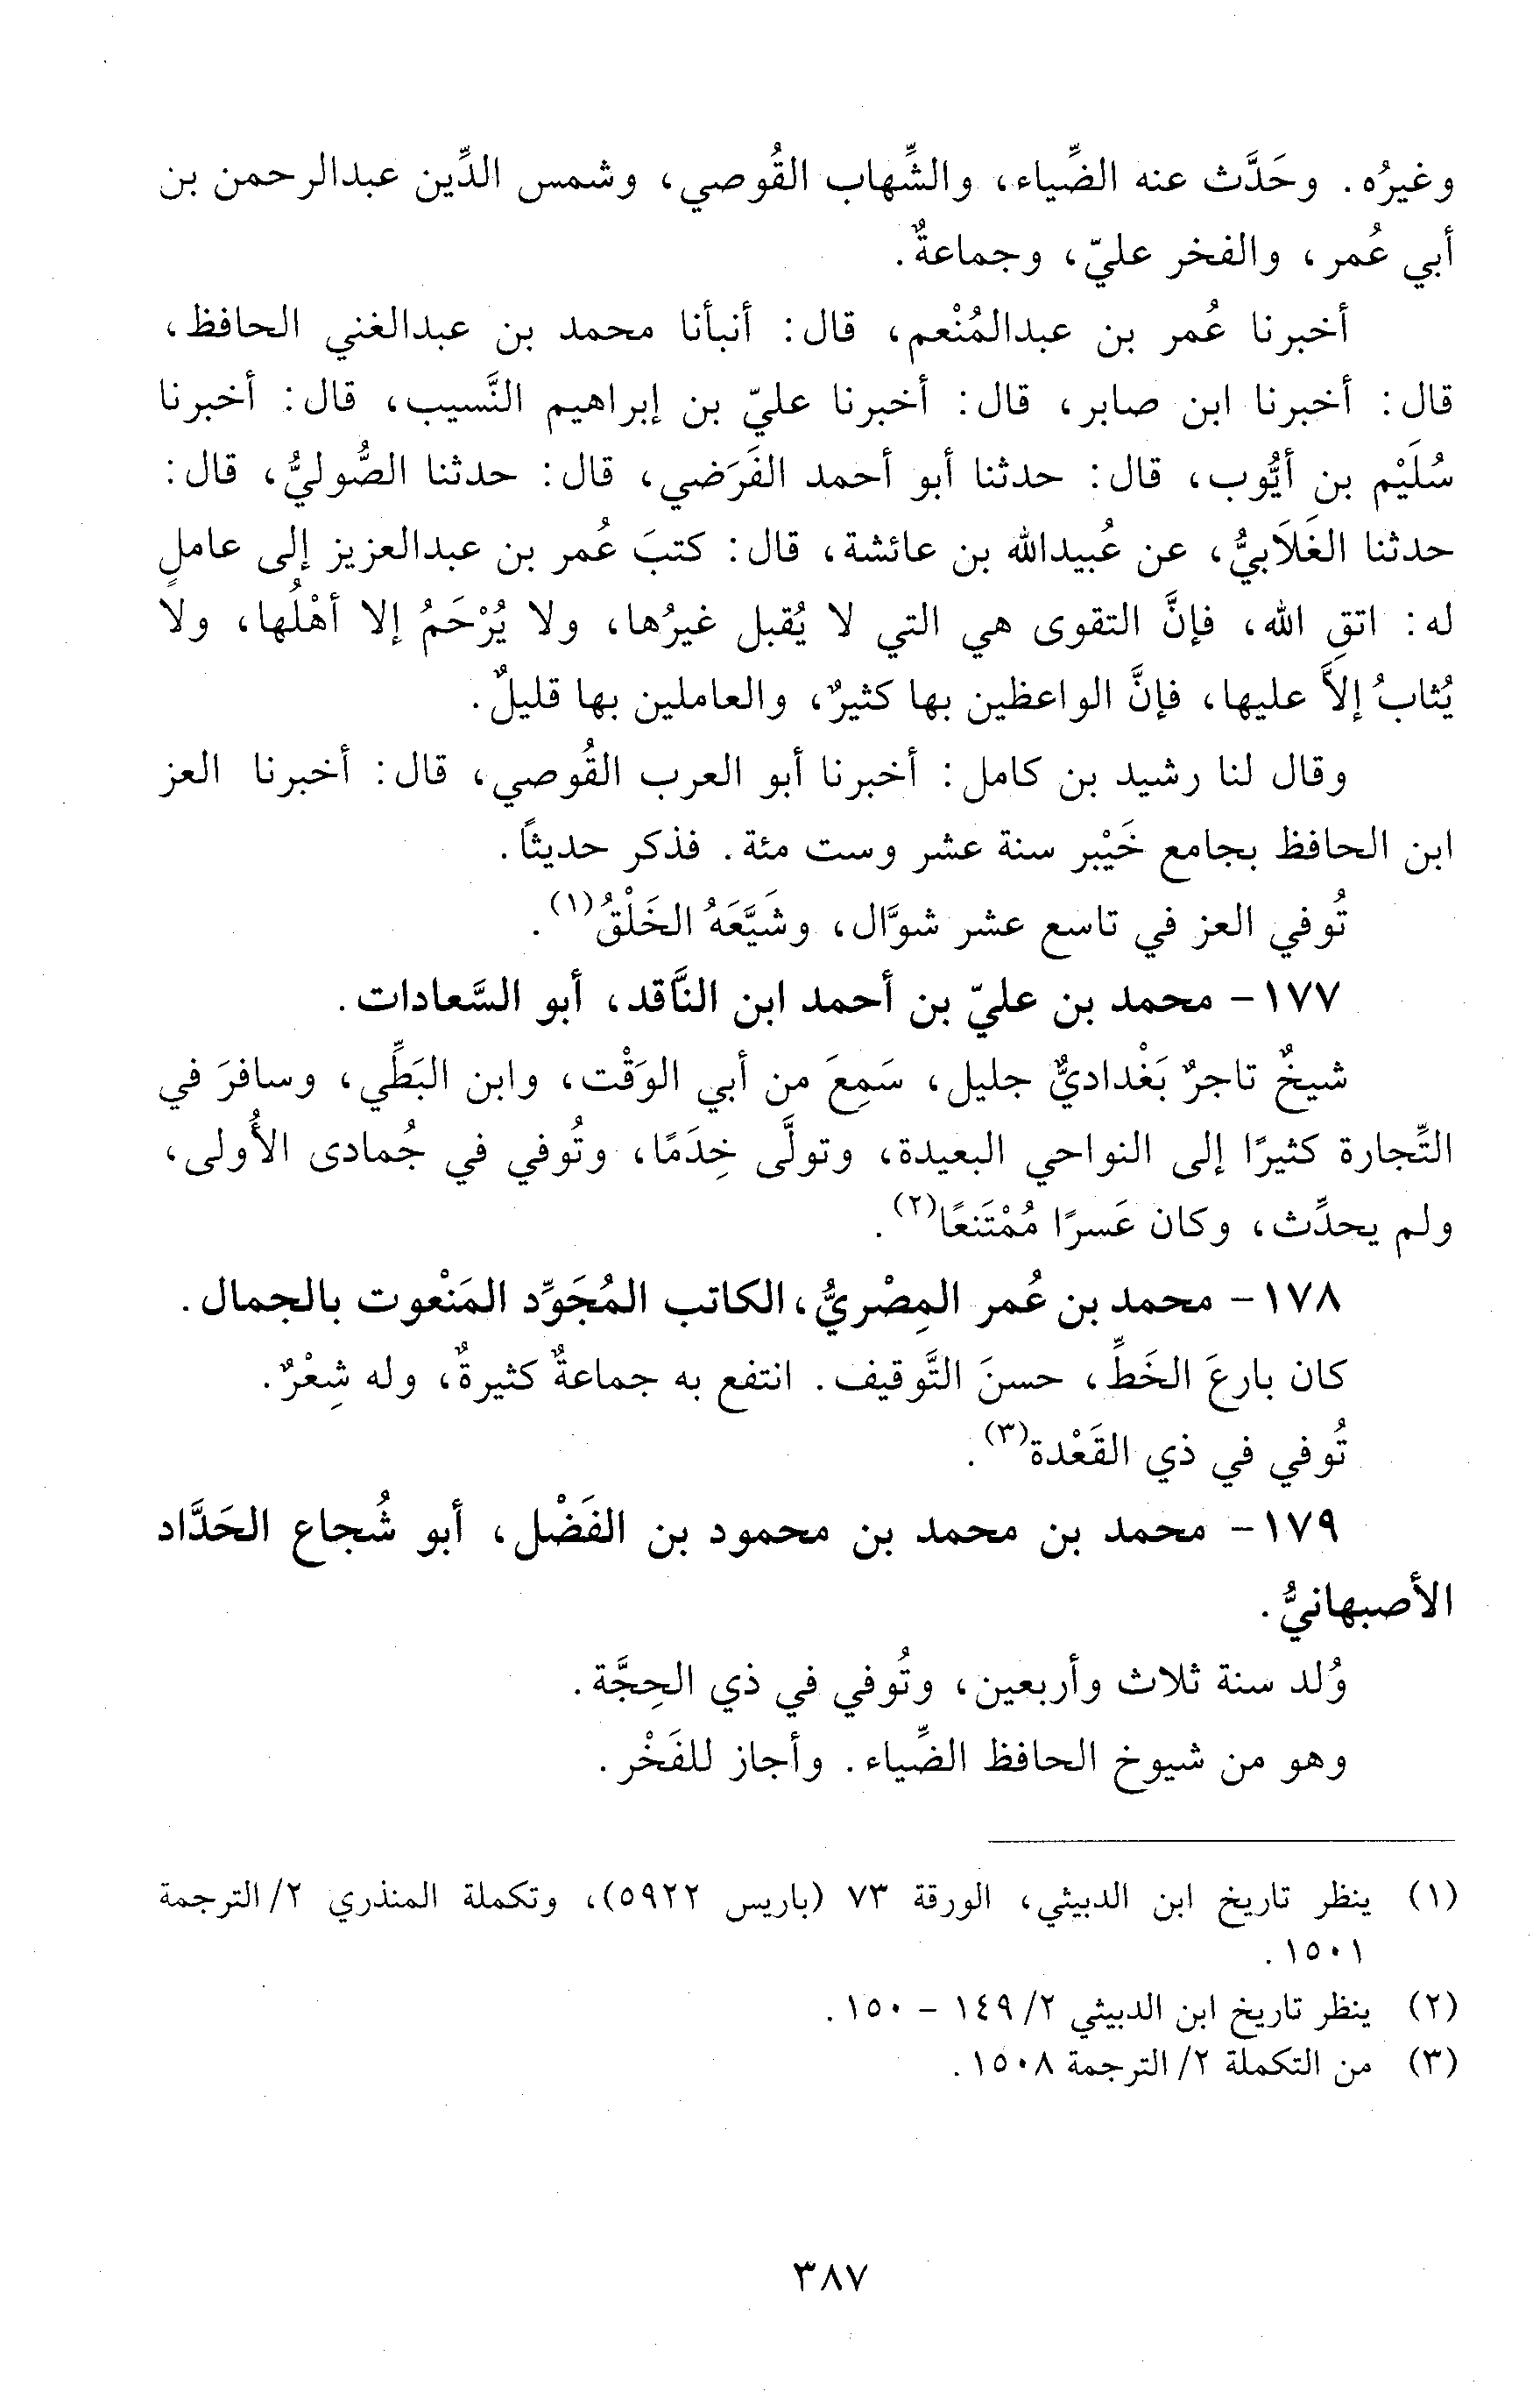 وغيرُه. وحَدَّث عنه الضِّياء، والشِّهاب القُوصي، وشمس الدِّين عبدالرحمن بن
أبي عُمر، والفخر عليّ، وجماعةٌ.
أخبرنا عُمر بن عبدالمُنْعم، قال: أنبأنا محمد بن عبدالغني الحافظ،
قال: أخبرنا ابن صابر، قال: أخبرنا عليّ بن إبراهيم النَّسيب، قال: أخبرنا
سُلَيْم بن أيُّوب، قال: حدثنا أبو أحمد الفَرَضي، قال: حدثنا الصُّوليُّ، قال:
حدثنا الغَلَابيُّ، عن عُبيدالله بن عائشة، قال: كتبَ عُمر بن عبدالعزيز إلى عاملٍ
له: اتقِ الله، فإنَّ التقوى هي التي لا يُقبل غيرُها، ولا يُرْحَمُ إلا أهْلُها، ولا
يُثابُ إلاَّ عليها، فإنَّ الواعظين بها كثيرٌ، والعاملين بها قليلٌ.
وقال لنا رشيد بن كامل: أخبرنا أبو العرب القُوصي، قال: أخبرنا العز
ابن الحافظ بجامع خَيْبر سنة عشر وست مئة. فذكر حديثًا.
تُوفي العز في تاسع عشر شوَّال، وشَيَّعَهُ الخَلْقُ(١).
١٧٧- محمد بن عليّ بن أحمد ابن النَّاقد، أبو السَّعادات.
شيخٌ تاجرٌ بَغْداديٌّ جليل، سَمِعَ من أبي الوَقْت، وابن البَطِّي، وسافرَ في
التِّجارة كثيرًا إلى النواحي البعيدة، وتولَّى خِدَمًا، وتُوفي في جُمادى الأُولى،
ولم يحدِّث، وكان عَسرًا مُمْتَنعًا(٢).
١٧٨- محمد بن عُمر المِصْريُّ، الكاتب المُجَوِّد المَنْعوت بالجمال.
كان بارعَ الخَطِّ، حسنَ التَّوقيف. انتفع به جماعةٌ كثيرةٌ، وله شِعْرٌ.
تُوفي في ذي القَعْدة(٣).
١٧٩- محمد بن محمد بن محمود بن الفَضْل، أبو شُجاع الحَدَّاد
الأصبهانيُّ.
وُلد سنة ثلاث وأربعين، وتُوفي في ذي الحِجَّة.
وهو من شيوخ الحافظ الضِّياء. وأجاز للفَخْر.
(١) ينظر تاريخ ابن الدبيثي، الورقة ٧٣ (باريس ٥٩٢٢)، وتكملة المنذري ٢/ الترجمة
١٥٠١.
(٢) ينظر تاريخ ابن الدبيثي ٢/ ١٤٩ - ١٥٠.
(٣) من التكملة ٢/ الترجمة ١٥٠٨.
٣٨٧